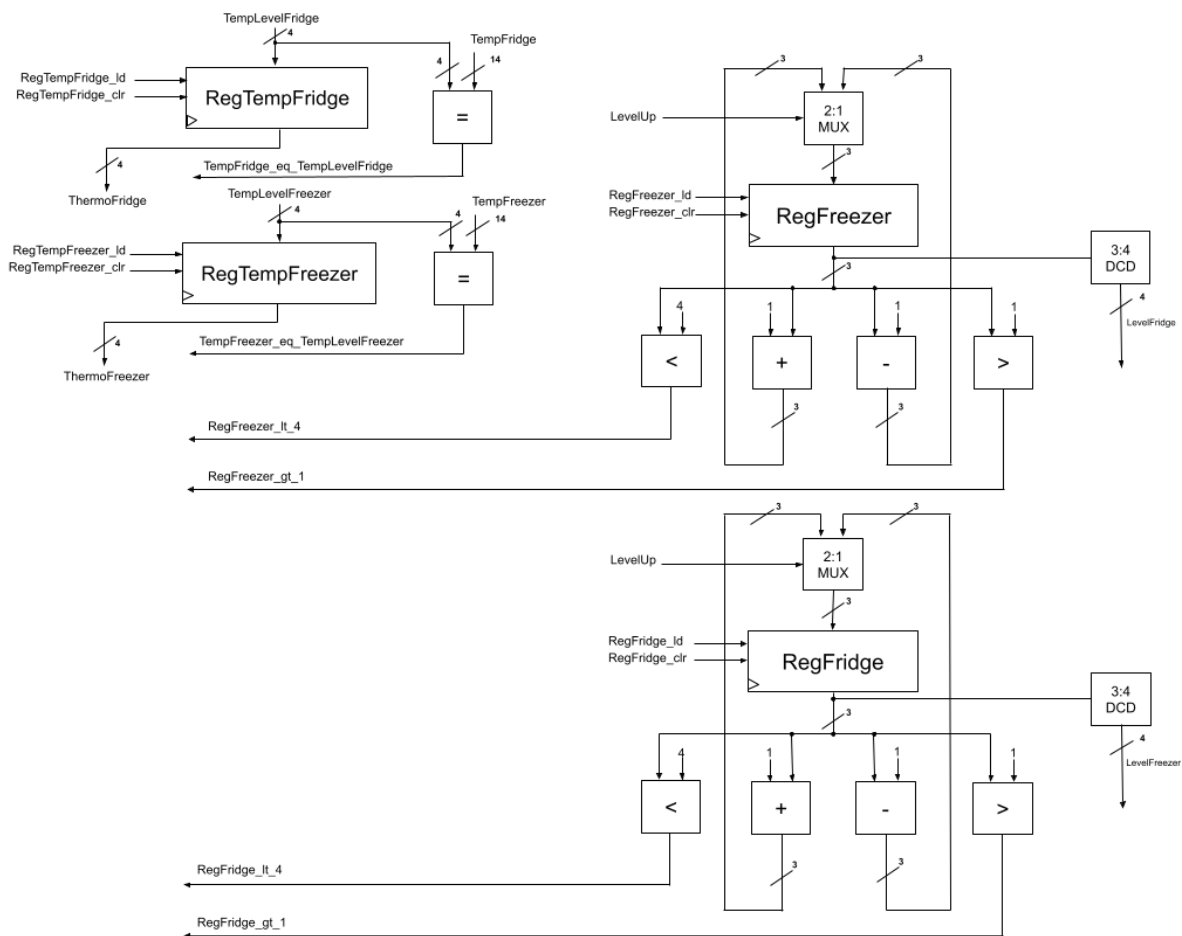 TempLevelFridge
4
TempFridge
4
14
RegTempFridge_ld
RegTempFridge_clr
RegTempFridge
=
4
TempFridge_eq_TempLevelFridge
ThermoFridge
TempLevelFreezer
4
TempFreezer
4
14
RegTempFreezer_ld
RegTempFreezer_clr
RegTempFreezer
=
4
TempFreezer_eq_TempLevelFreezer
ThermoFreezer
3
3
LevelUp
2:1
MUX
3
RegFreezer_ld
RegFreezer_clr
RegFreezer
3
3:4
DCD
4
LevelFridge
4
1
1
1
<
+
-
>
3
3
RegFreezer_lt_4
RegFreezer_gt_1
3
3
LevelUp
2:1
MUX
3
RegFridge_ld
RegFridge_clr
RegFridge
3
3:4
DCD
4
LevelFreezer
4
1
1
1
<
+
-
>
3
3
RegFridge_lt_4
RegFridge_gt_1